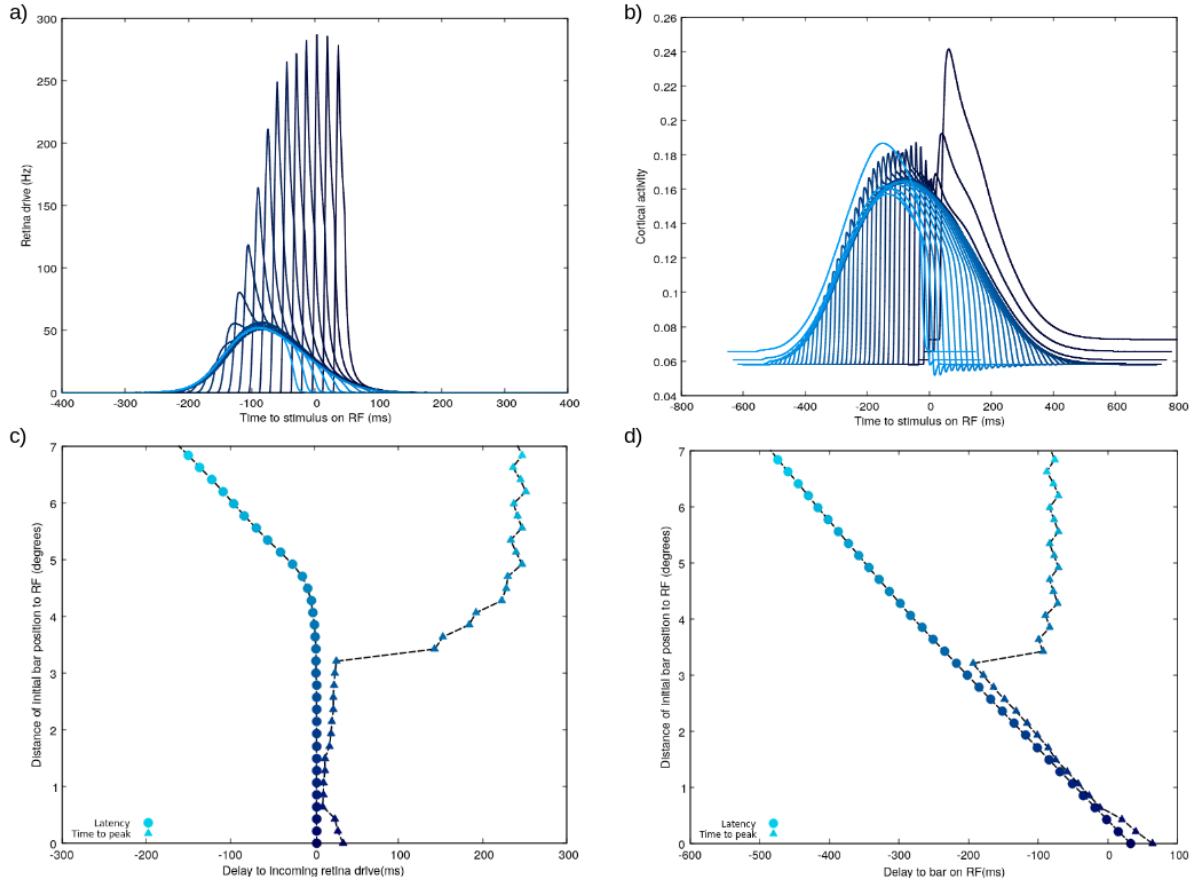 a)
300
250
200
150
100
50
0
Retina drive (Hz)
-400 -300 -200 -100 0 100 200 300 400
Time to stimulus on RF (ms)
b)
0.26
0.24
0.22
0.2
0.18
0.16
0.14
0.12
0.1
0.08
0.06
0.04
Cortical activity
-800 -600 -400 -200 0 200 400 600 800
Time to stimulus on RF (ms)
c)
7
6
5
4
3
2
1
0
Distance of initial bar position to RF (degrees)
Latency
Time to peak
-300 -200 -100 0 100 200 300
Delay to incoming retina drive(ms)
d)
7
6
5
4
3
2
1
0
Distance of initial bar position to RF (degrees)
Latency
Time to peak
-600 -500 -400 -300 -200 -100 0 100
Delay to bar on RF(ms)